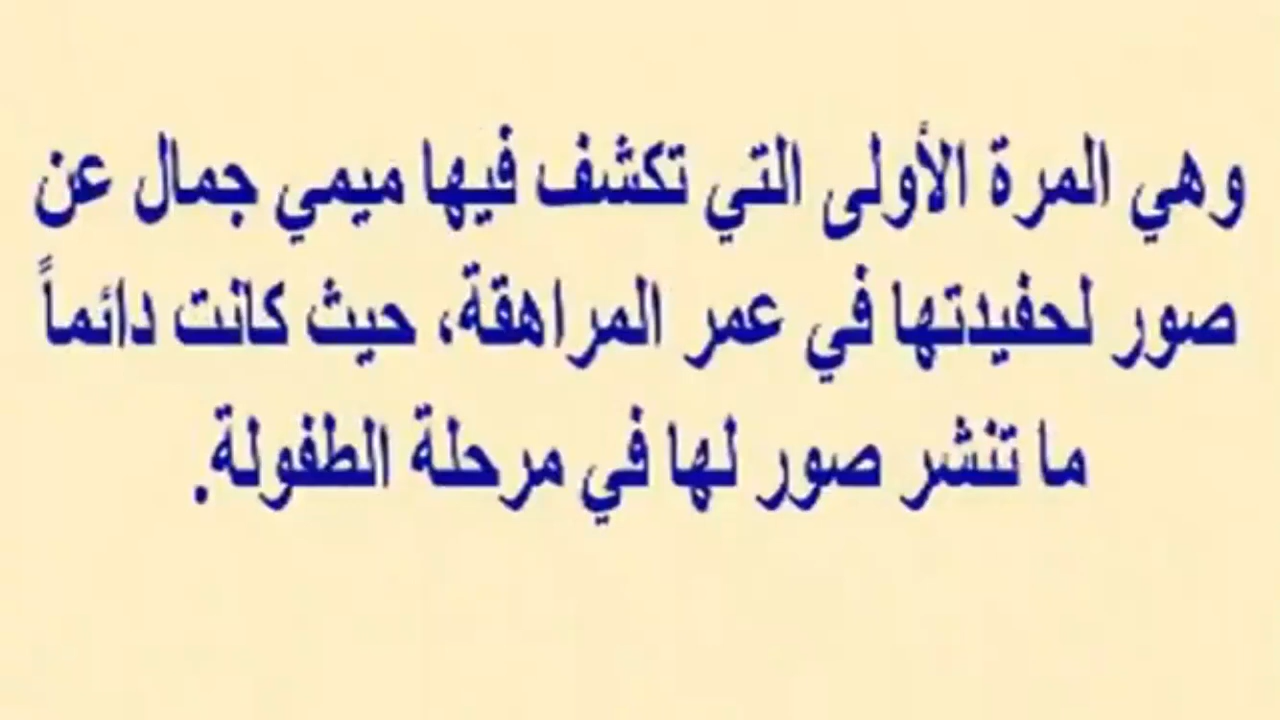 وهي المرة الأولى التي تكشف فيها ميمي جمال عن
صور لحفيدتها في عمر المراهقة، حيث كانت دائماً
ما تنشر صور لها في مرحلة الطفولة.